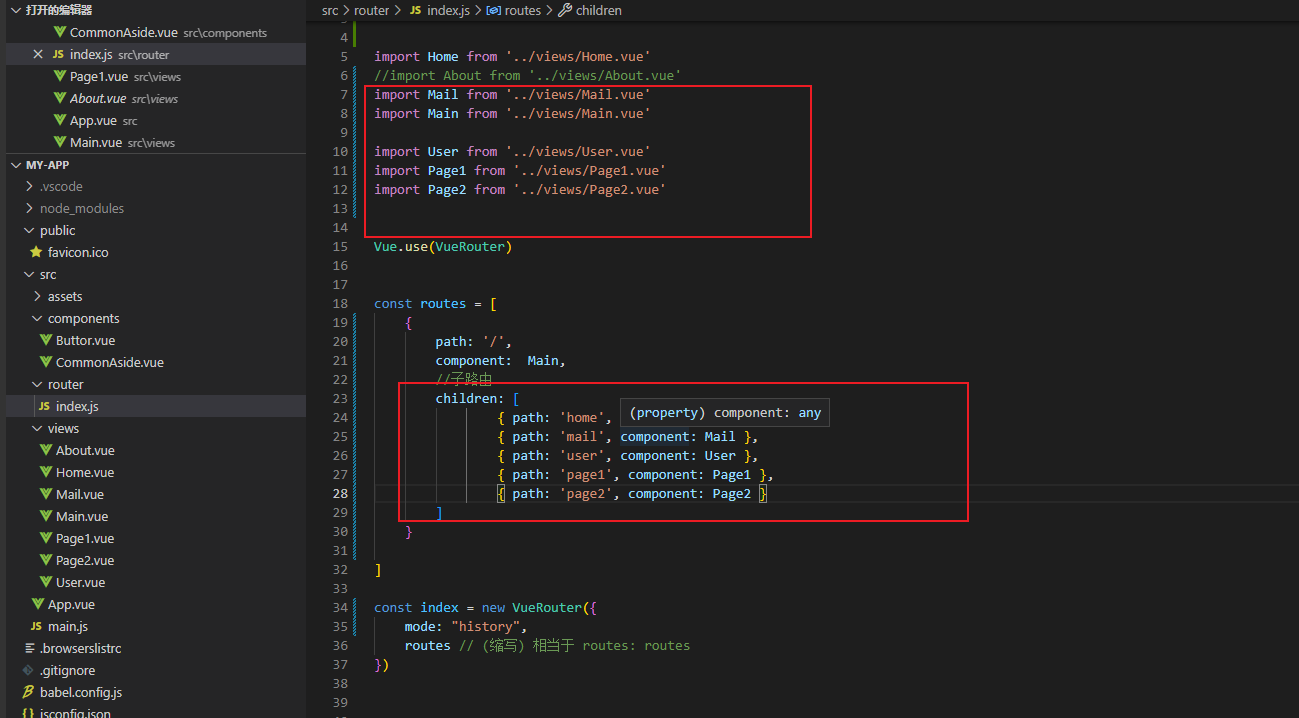 打开的编辑器
CommonAside.vue src\components
index.js src\router
Page1.vue src\views
About.vue src\views
App.vue src
Main.vue src\views
MY-APP
.vscode
node_modules
public
favicon.ico
src
assets
components
Buttor.vue
CommonAside.vue
router
JS index.js
views
About.vue
Home.vue
Mail.vue
Main.vue
Page1.vue
Page2.vue
User.vue
App.vue
JS main.js
.browserslistrc
.gitignore
babel.config.js
jsconfig.json
src > router > JS index.js > routes > children
4
5 import Home from '../views/Home.vue'
6 //import About from '../views/About.vue'
7 import Mail from '../views/Mail.vue'
8 import Main from '../views/Main.vue'
9
10 import User from '../views/User.vue'
11 import Page1 from '../views/Page1.vue'
12 import Page2 from '../views/Page2.vue'
13
14
15 Vue.use(VueRouter)
16
17
18 const routes = [
19 {
20 path: '/',
21 component:  Main,
22 //子路由
23 children: [
24 { path: 'home',
(property) component: any
25 { path: 'mail', component: Mail },
26 { path: 'user', component: User },
27 { path: 'page1', component: Page1 },
28 { path: 'page2', component: Page2 }
29 ]
30 }
31
32 ]
33
34 const index = new VueRouter({
35 mode: "history",
36 routes // (缩写) 相当于 routes: routes
37 })
38
39